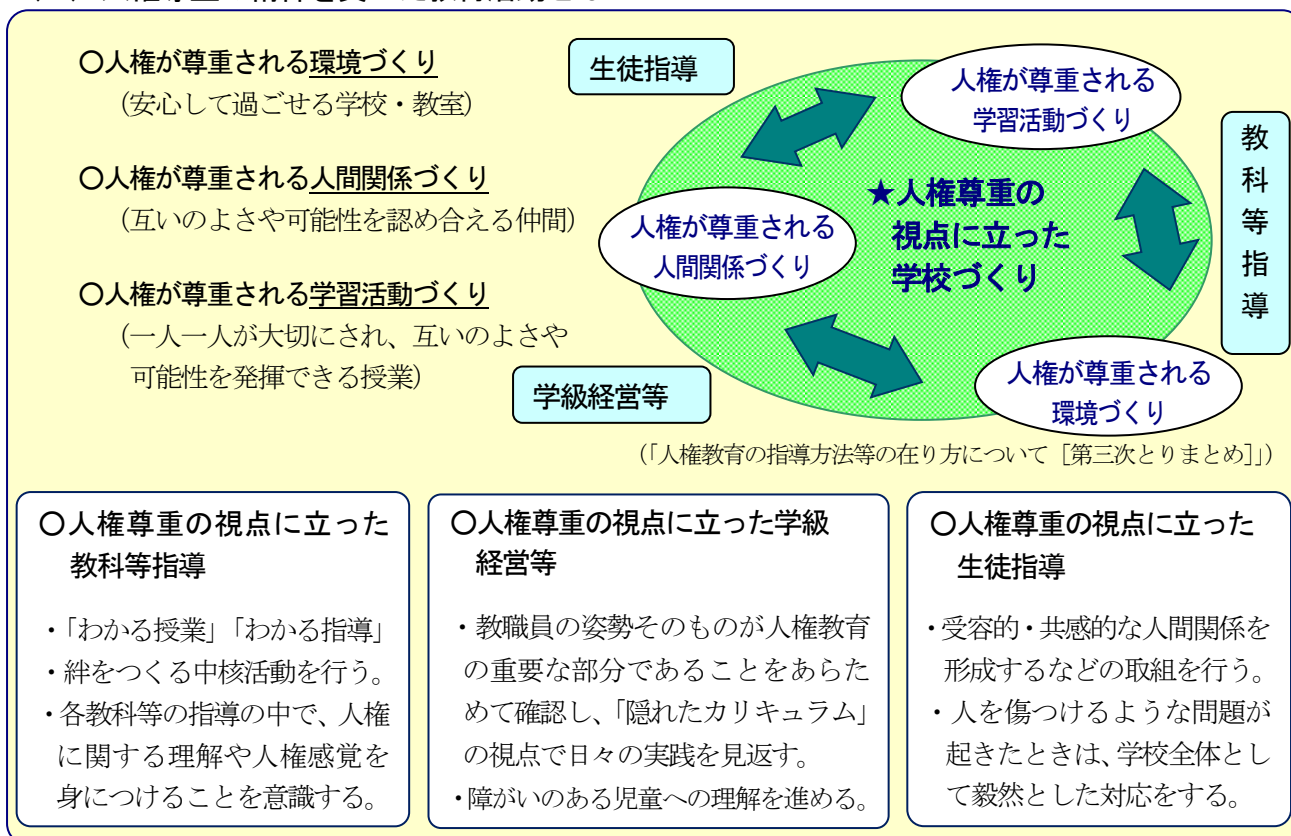 〇人権が尊重される環境づくり
（安心して過ごせる学校・教室）
〇人権が尊重される人間関係づくり
（互いのよさや可能性を認め合える仲間）
〇人権が尊重される学習活動づくり
（一人一人が大切にされ、互いのよさや
可能性を発揮できる授業）
生徒指導
人権が尊重される
学習活動づくり
教科等指導
★人権尊重の
視点に立った
学校づくり
人権が尊重される
人間関係づくり
人権が尊重される
環境づくり
学級経営等
（「人権教育の指導方法等の在り方について［第三次とりまとめ］」）
〇人権尊重の視点に立った
教科等指導
・「わかる授業」「わかる指導」
・絆をつくる中核活動を行う。
・各教科等の指導の中で、人権
に関する理解や人権感覚を
身につけることを意識する。
〇人権尊重の視点に立った学級
経営等
・教職員の姿勢そのものが人権教育
の重要な部分であることをあらた
めて確認し、「隠れたカリキュラム」
の視点で日々の実践を見返す。
・障がいのある児童への理解を進める。
〇人権尊重の視点に立った
生徒指導
・受容的・共感的な人間関係を
形成するなどの取組を行う。
・人を傷つけるような問題が
起きたときは、学校全体とし
て毅然とした対応をする。